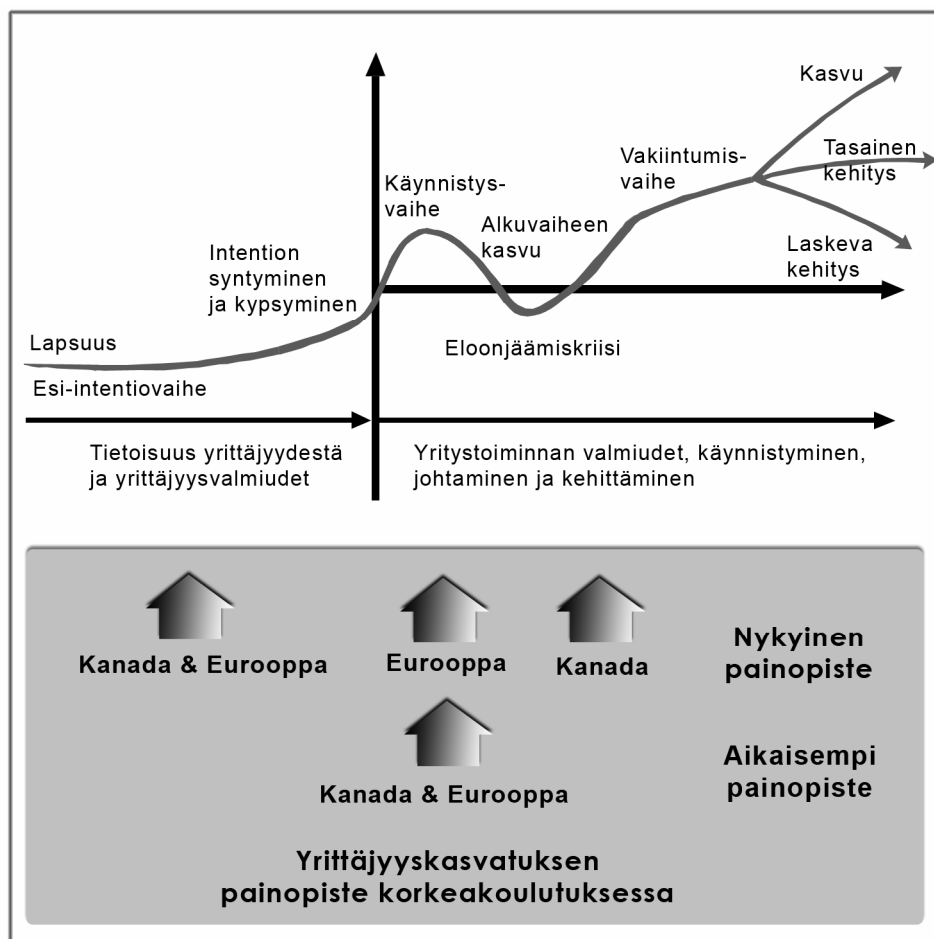 Kasvu
Tasainen
kehitys
Vakiintumis-
vaihe
Käynnistys-
vaihe
Alkuvaiheen
kasvu
Laskeva
kehitys
Intention
syntyminen
ja kypsyminen
Lapsuus
Eloonjäämiskriisi
Esi-intentiovaihe
Tietoisuus yrittäjyydestä
ja yrittäjyysvalmiudet
Yritystoiminnan valmiudet, käynnistyminen,
johtaminen ja kehittäminen
Kanada & Eurooppa
Eurooppa
Kanada
Nykyinen
painopiste
Kanada & Eurooppa
Aikaisempi
painopiste
Yrittäjyyskasvatuksen
painopiste korkeakoulutuksessa